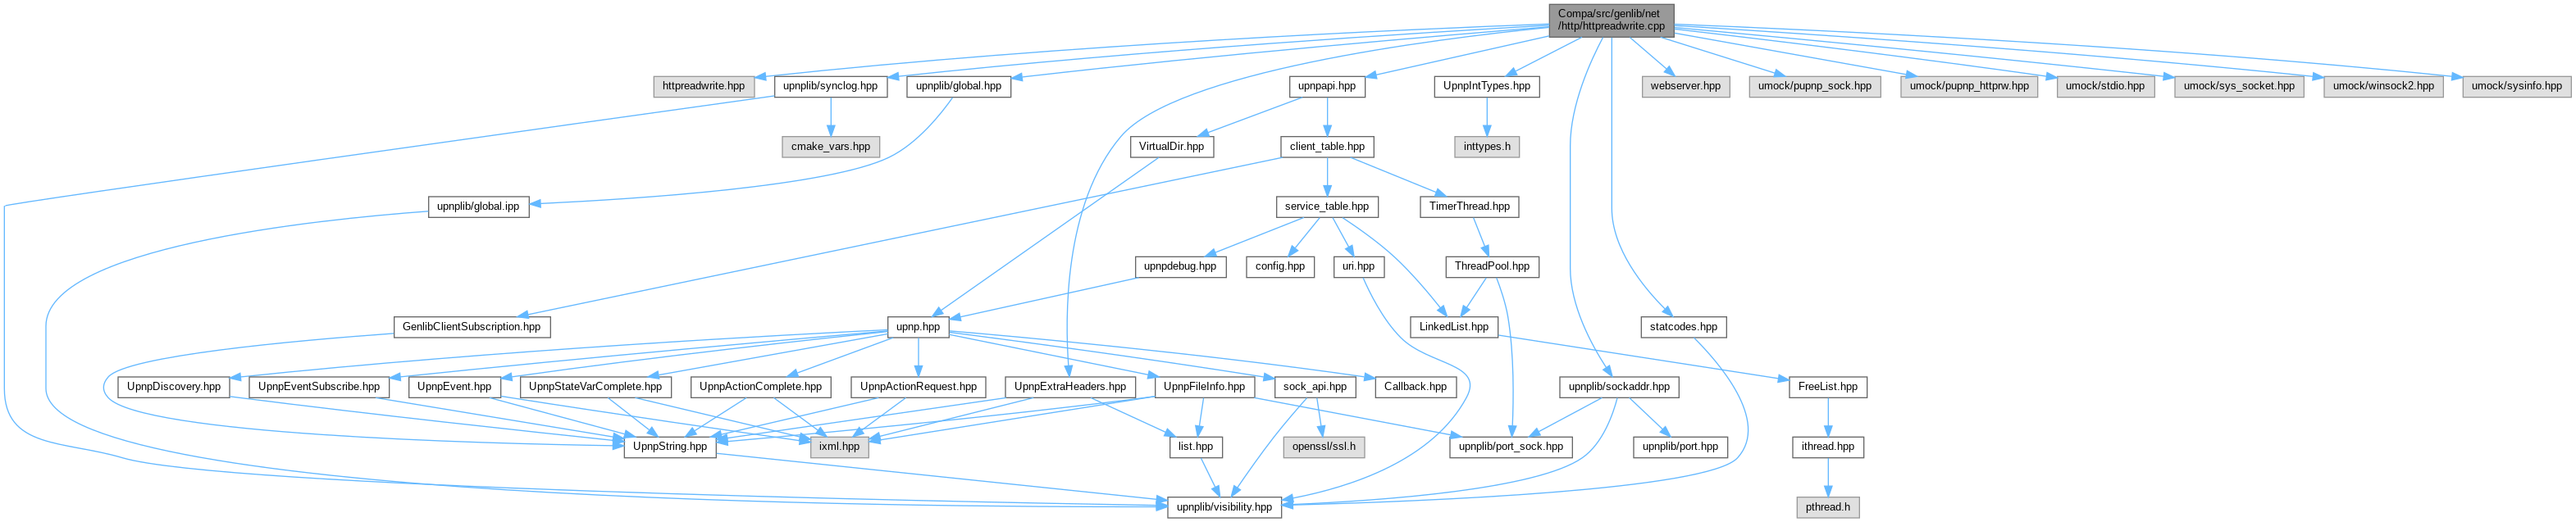 Compa/src/genlib/net
/http/httpreadwrite.cpp
httpreadwrite.hpp
upnplib/synclog.hpp
upnplib/global.hpp
upnpapi.hpp
UpnpIntTypes.hpp
webserver.hpp
umock/pupnp_sock.hpp
umock/pupnp_httprw.hpp
umock/stdio.hpp
umock/sys_socket.hpp
umock/winsock2.hpp
umock/sysinfo.hpp
cmake_vars.hpp
VirtualDir.hpp
client_table.hpp
inttypes.h
upnplib/global.ipp
service_table.hpp
TimerThread.hpp
upnpdebug.hpp
config.hpp
uri.hpp
ThreadPool.hpp
GenlibClientSubscription.hpp
upnp.hpp
LinkedList.hpp
statcodes.hpp
UpnpDiscovery.hpp
UpnpEventSubscribe.hpp
UpnpEvent.hpp
UpnpStateVarComplete.hpp
UpnpActionComplete.hpp
UpnpActionRequest.hpp
UpnpExtraHeaders.hpp
UpnpFileInfo.hpp
sock_api.hpp
Callback.hpp
upnplib/sockaddr.hpp
FreeList.hpp
UpnpString.hpp
ixml.hpp
list.hpp
openssl/ssl.h
upnplib/port_sock.hpp
upnplib/port.hpp
ithread.hpp
upnplib/visibility.hpp
pthread.h